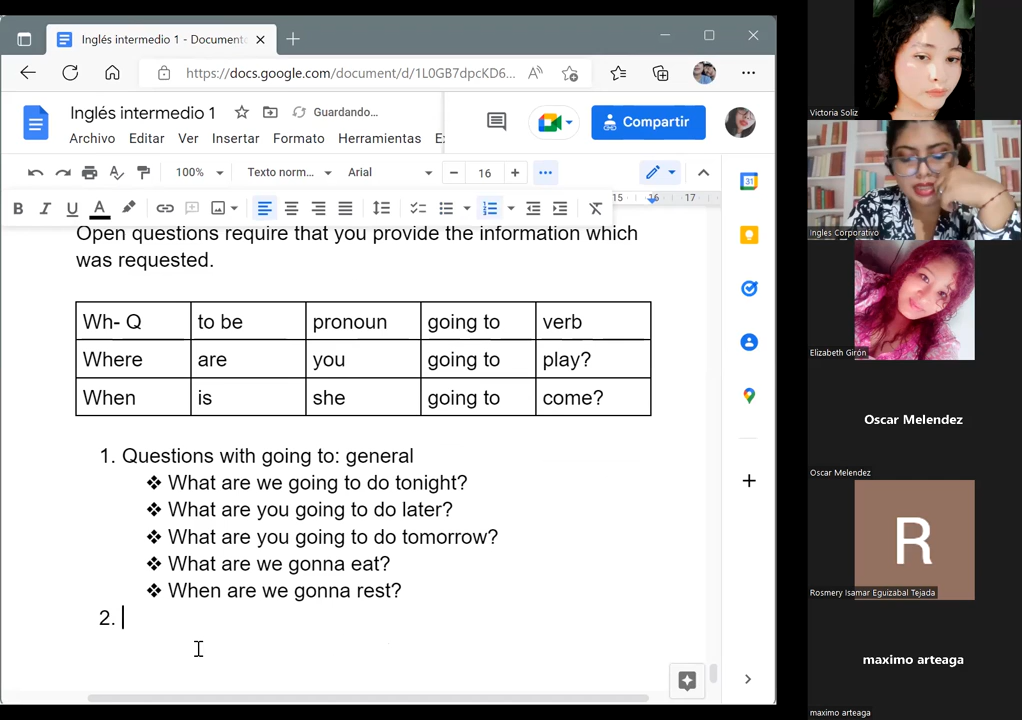 Inglés intermedio 1 - Documento
https://docs.google.com/document/d/1L0GB7dpcKD6...
Inglés intermedio 1
Guardando...
Compartir
Archivo Editar Ver Insertar Formato Herramientas E
100% Texto norm... Arial 16
15 16 17
31
Open questions require that you provide the information which
was requested.
Wh- Q to be pronoun going to verb
Where are you going to play?
When is she going to come?
1. Questions with going to: general
❖ What are we going to do tonight?
❖ What are you going to do later?
❖ What are you going to do tomorrow?
❖ What are we gonna eat?
❖ When are we gonna rest?
2.
Victoria Soliz
Ingles Corporativo
Elizabeth Girón
Oscar Melendez
Oscar Melendez
R
Rosmery Isamar Eguizabal Tejada
maximo arteaga
maximo arteaga